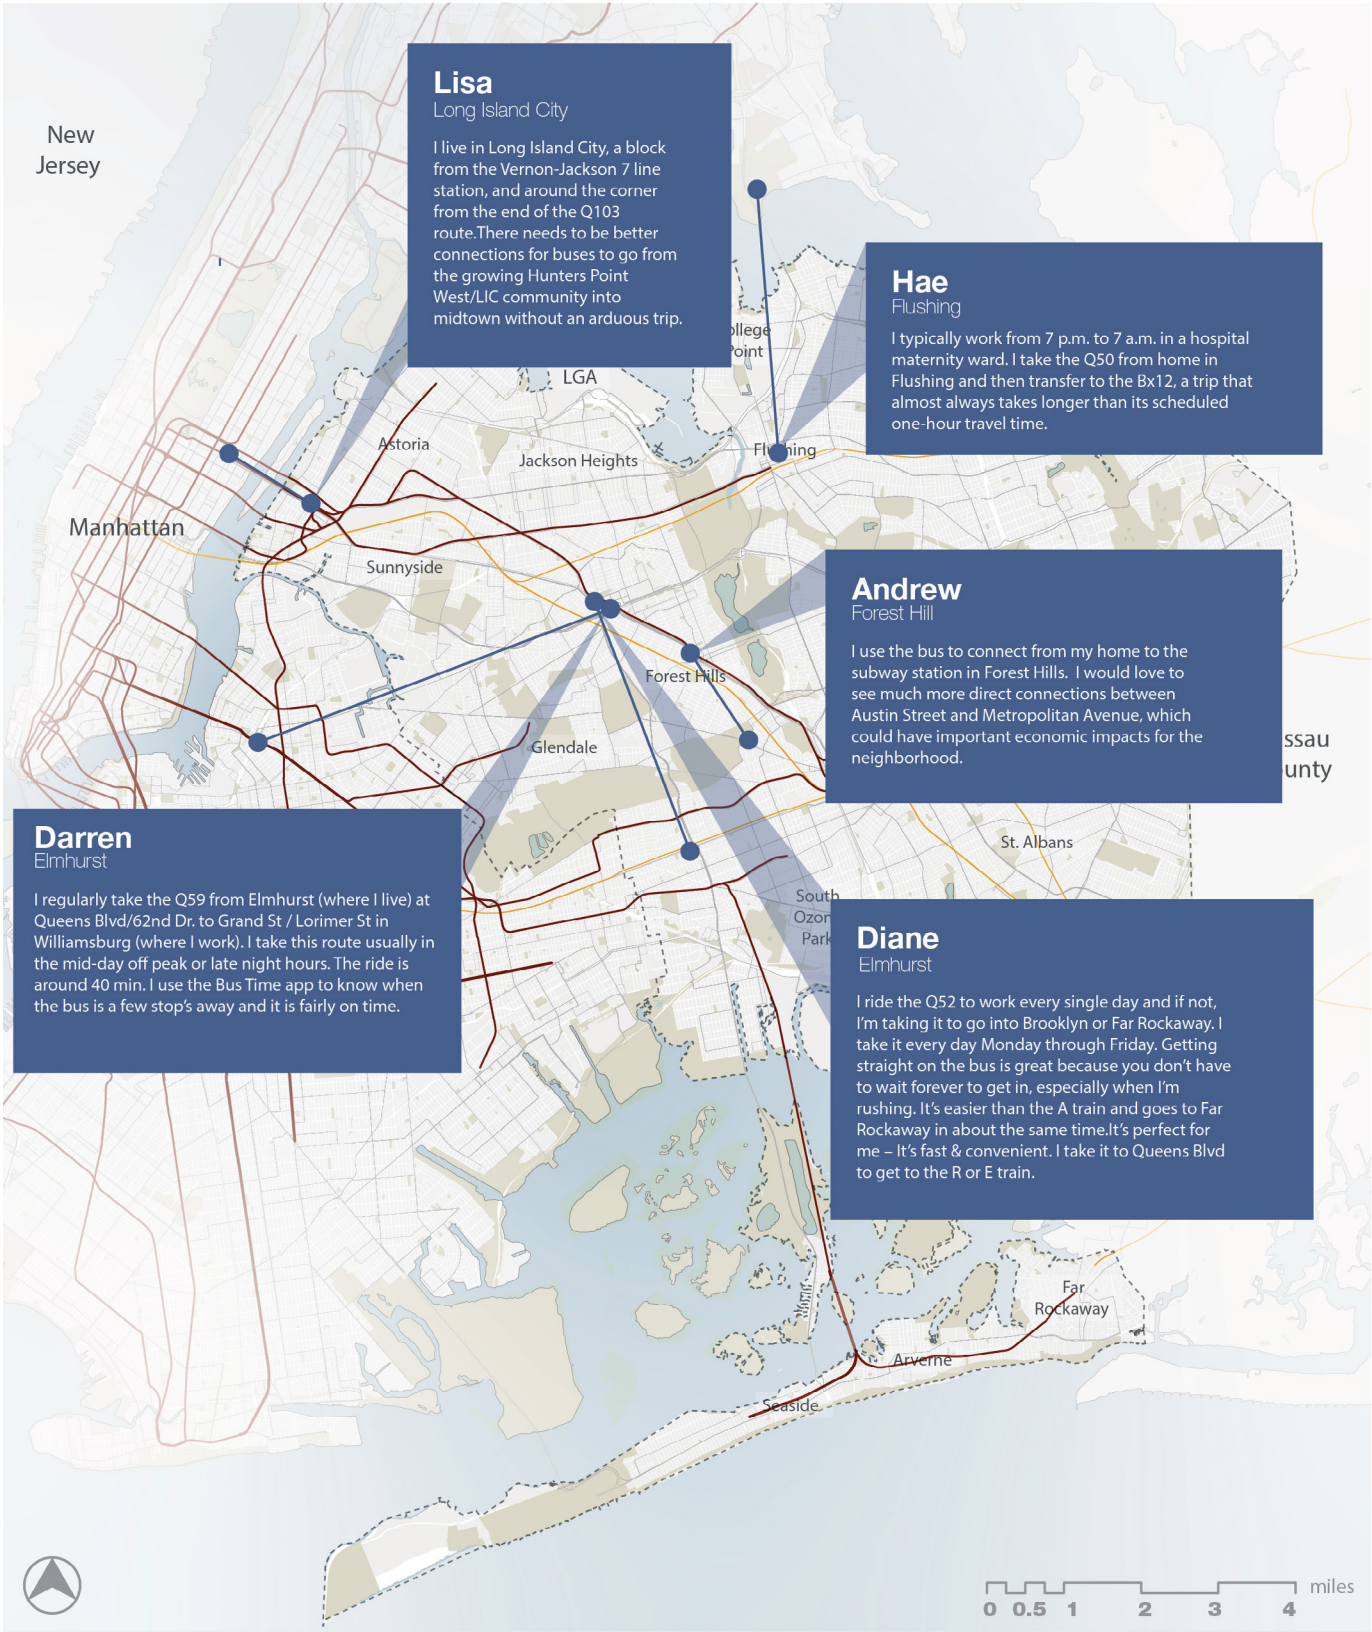 Lisa
Long Island City
I live in Long Island City, a block
from the Vernon-Jackson 7 line
station, and around the corner
from the end of the Q103
route.There needs to be better
connections for buses to go from
the growing Hunters Point
West/LIC community into
midtown without an arduous trip.
New
Jersey
Hae
Flushing
I typically work from 7 p.m. to 7 a.m. in a hospital
maternity ward. I take the Q50 from home in
Flushing and then transfer to the Bx12, a trip that
almost always takes longer than its scheduled
one-hour travel time.
ollege
Point
LGA
Astoria
Jackson Heights
Flushing
Manhattan
Sunnyside
Andrew
Forest Hill
I use the bus to connect from my home to the
subway station in Forest Hills.  I would love to
see much more direct connections between
Austin Street and Metropolitan Avenue, which
could have important economic impacts for the
neighborhood.
Forest Hills
Glendale
ssau
ounty
St. Albans
Darren
Elmhurst
I regularly take the Q59 from Elmhurst (where I live) at
Queens Blvd/62nd Dr. to Grand St / Lorimer St in
Williamsburg (where I work). I take this route usually in
the mid-day off peak or late night hours. The ride is
around 40 min. I use the Bus Time app to know when
the bus is a few stop's away and it is fairly on time.
South
Ozon
Park
Diane
Elmhurst
I ride the Q52 to work every single day and if not,
I'm taking it to go into Brooklyn or Far Rockaway. I
take it every day Monday through Friday. Getting
straight on the bus is great because you don't have
to wait forever to get in, especially when I'm
rushing. It's easier than the A train and goes to Far
Rockaway in about the same time.It's perfect for
me – It's fast & convenient. I take it to Queens Blvd
to get to the R or E train.
Far
Rockaway
Arverne
Seaside
miles
0 0.5 1 2 3 4